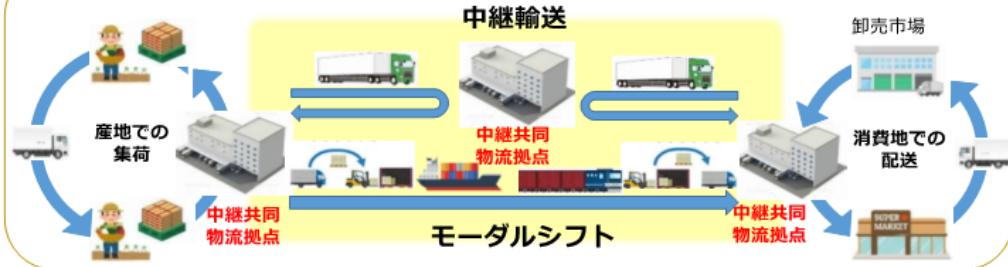 中継輸送
卸売市場
産地での
集荷
中継共同
物流拠点
消費地での
配送
中継共同
物流拠点
中継共同
物流拠点
SUPER
MARKET
モーダルシフト